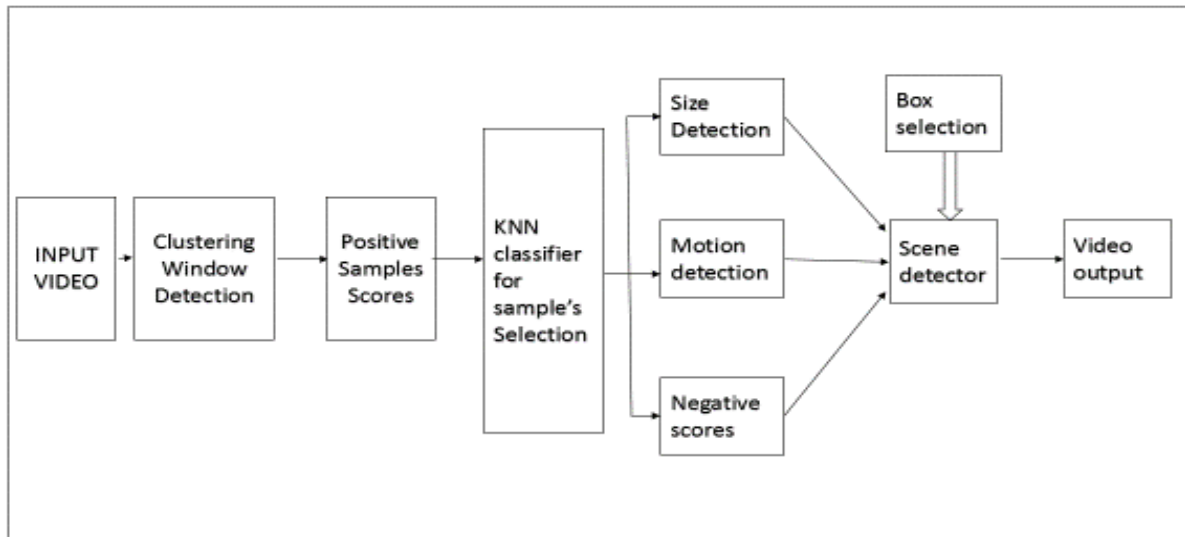 INPUT
VIDEO
Clustering
Window
Detection
Positive
Samples
Scores
KNN
classifier
for
sample's
Selection
Size
Detection
Motion
detection
Negative
scores
Box
selection
Scene
detector
Video
output